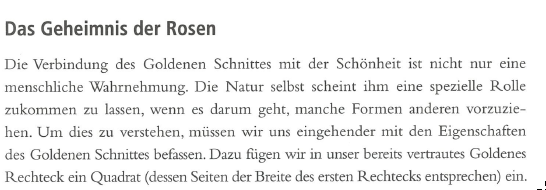 Das Geheimnis der Rosen
Die Verbindung des Goldenen Schnittes mit der Schönheit ist nicht nur eine
menschliche Wahrnehmung. Die Natur selbst scheint ihm eine spezielle Rolle
zukommen zu lassen, wenn es darum geht, manche Formen anderen vorzuzie-
hen. Um dies zu verstehen, müssen wir uns eingehender mit den Eigenschaften
des Goldenen Schnittes befassen. Dazu fügen wir in unser bereits vertrautes Goldenes
Rechteck ein Quadrat (dessen Seiten der Breite des ersten Rechtecks entsprechen) ein.